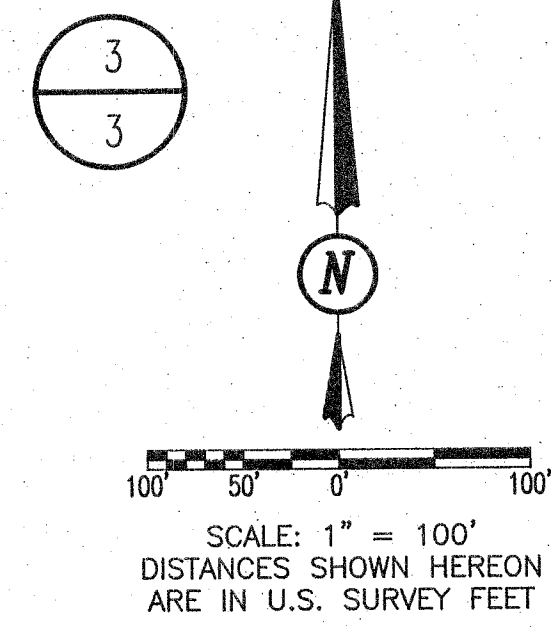 3
3
N
100' 50' 0' 100'
SCALE: 1" = 100'
DISTANCES SHOWN HEREON
ARE IN U.S. SURVEY FEET